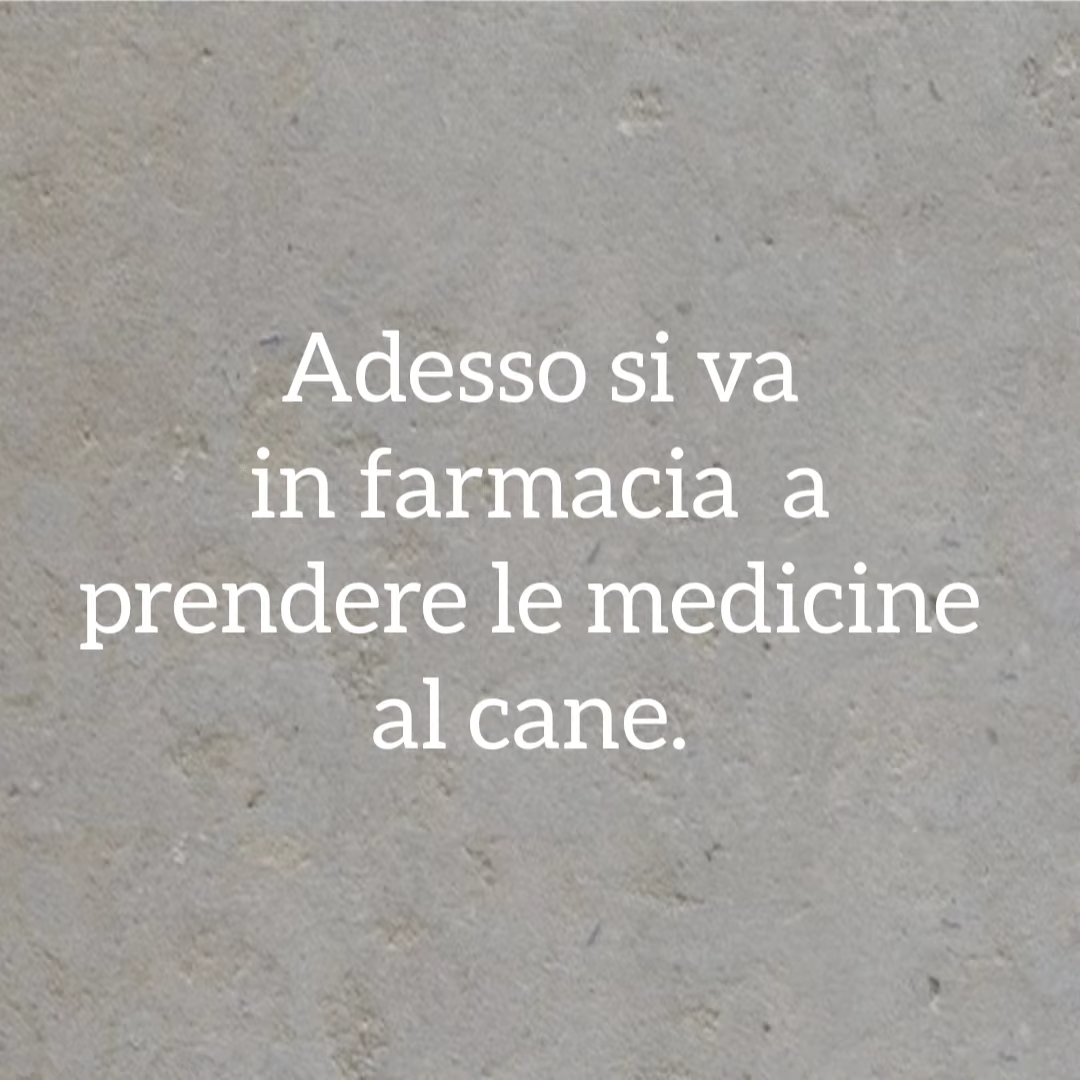 Adesso si va
in farmacia  a
prendere le medicine
al cane.